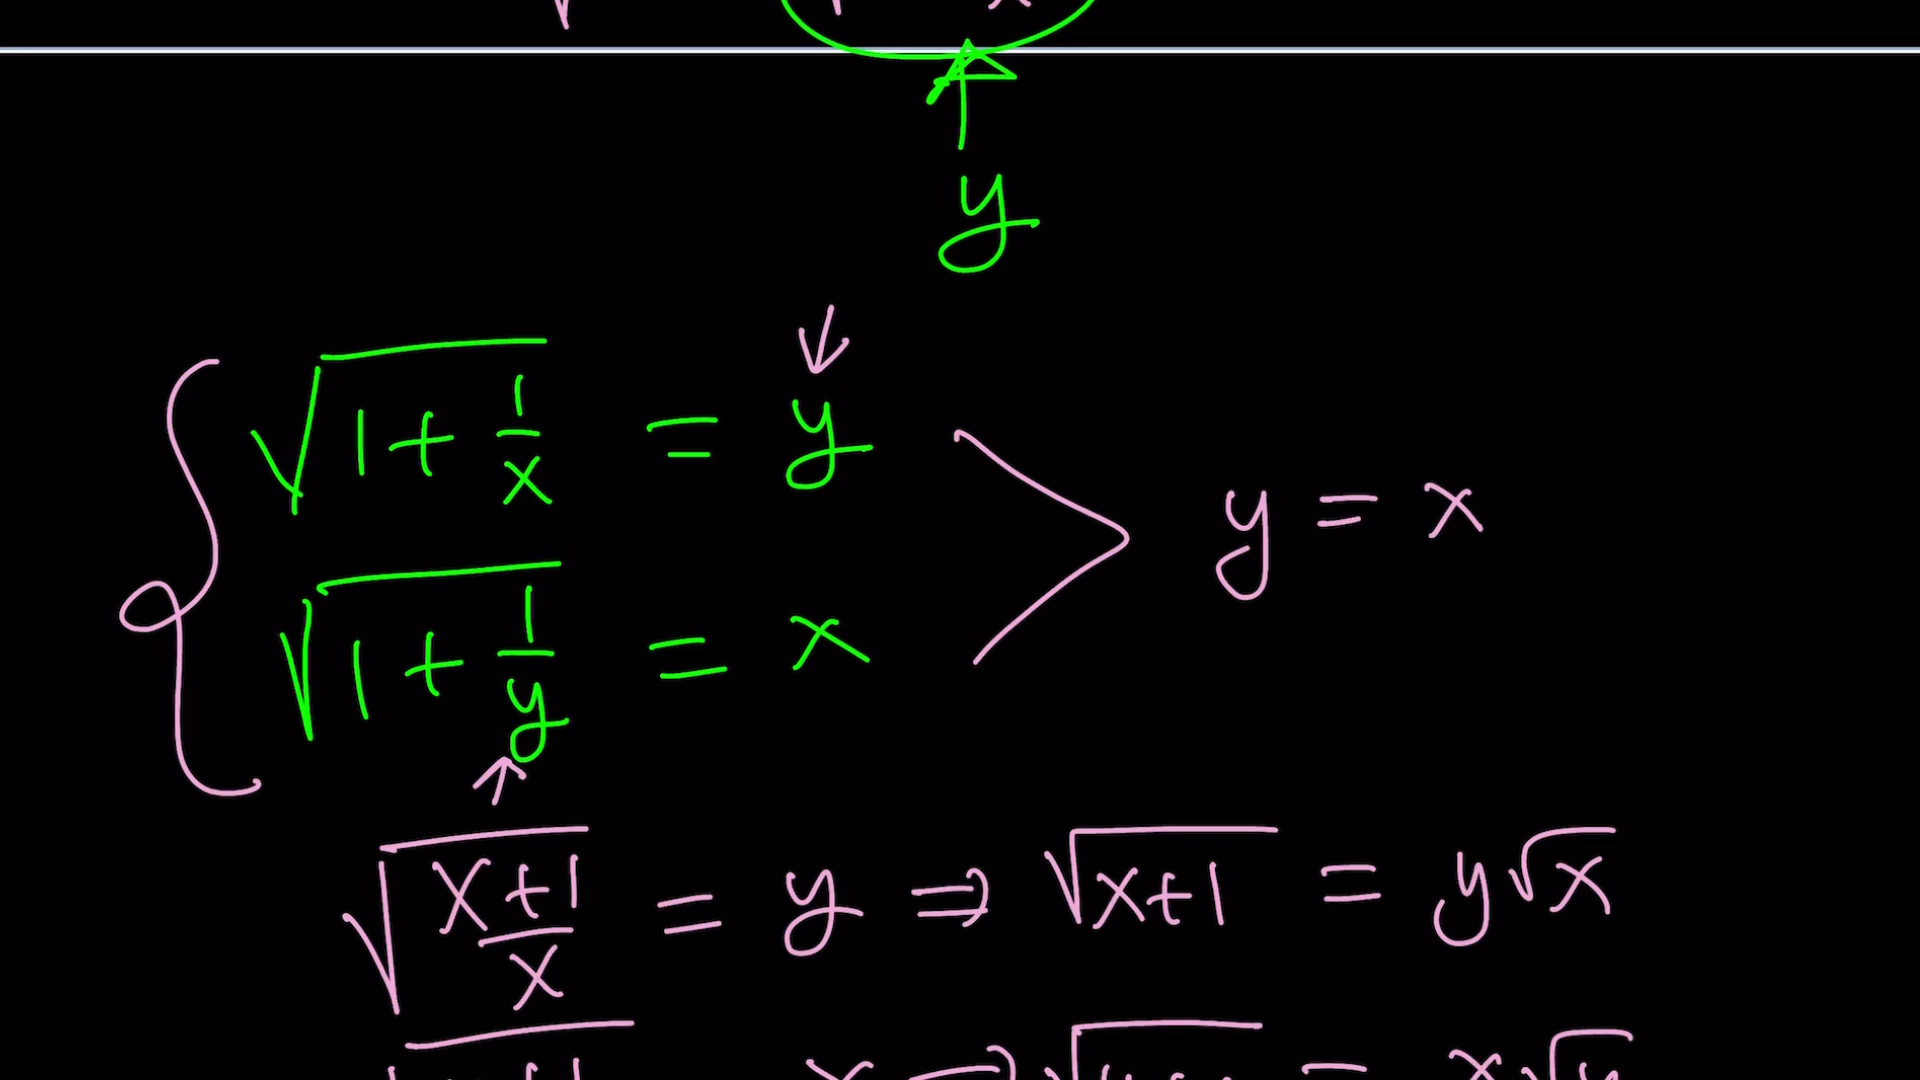 y
√(1 + 1/x) = y
y = x
√(1 + 1/y) = x
√((x+1)/x) = y ⇒ √(x+1) = y√x